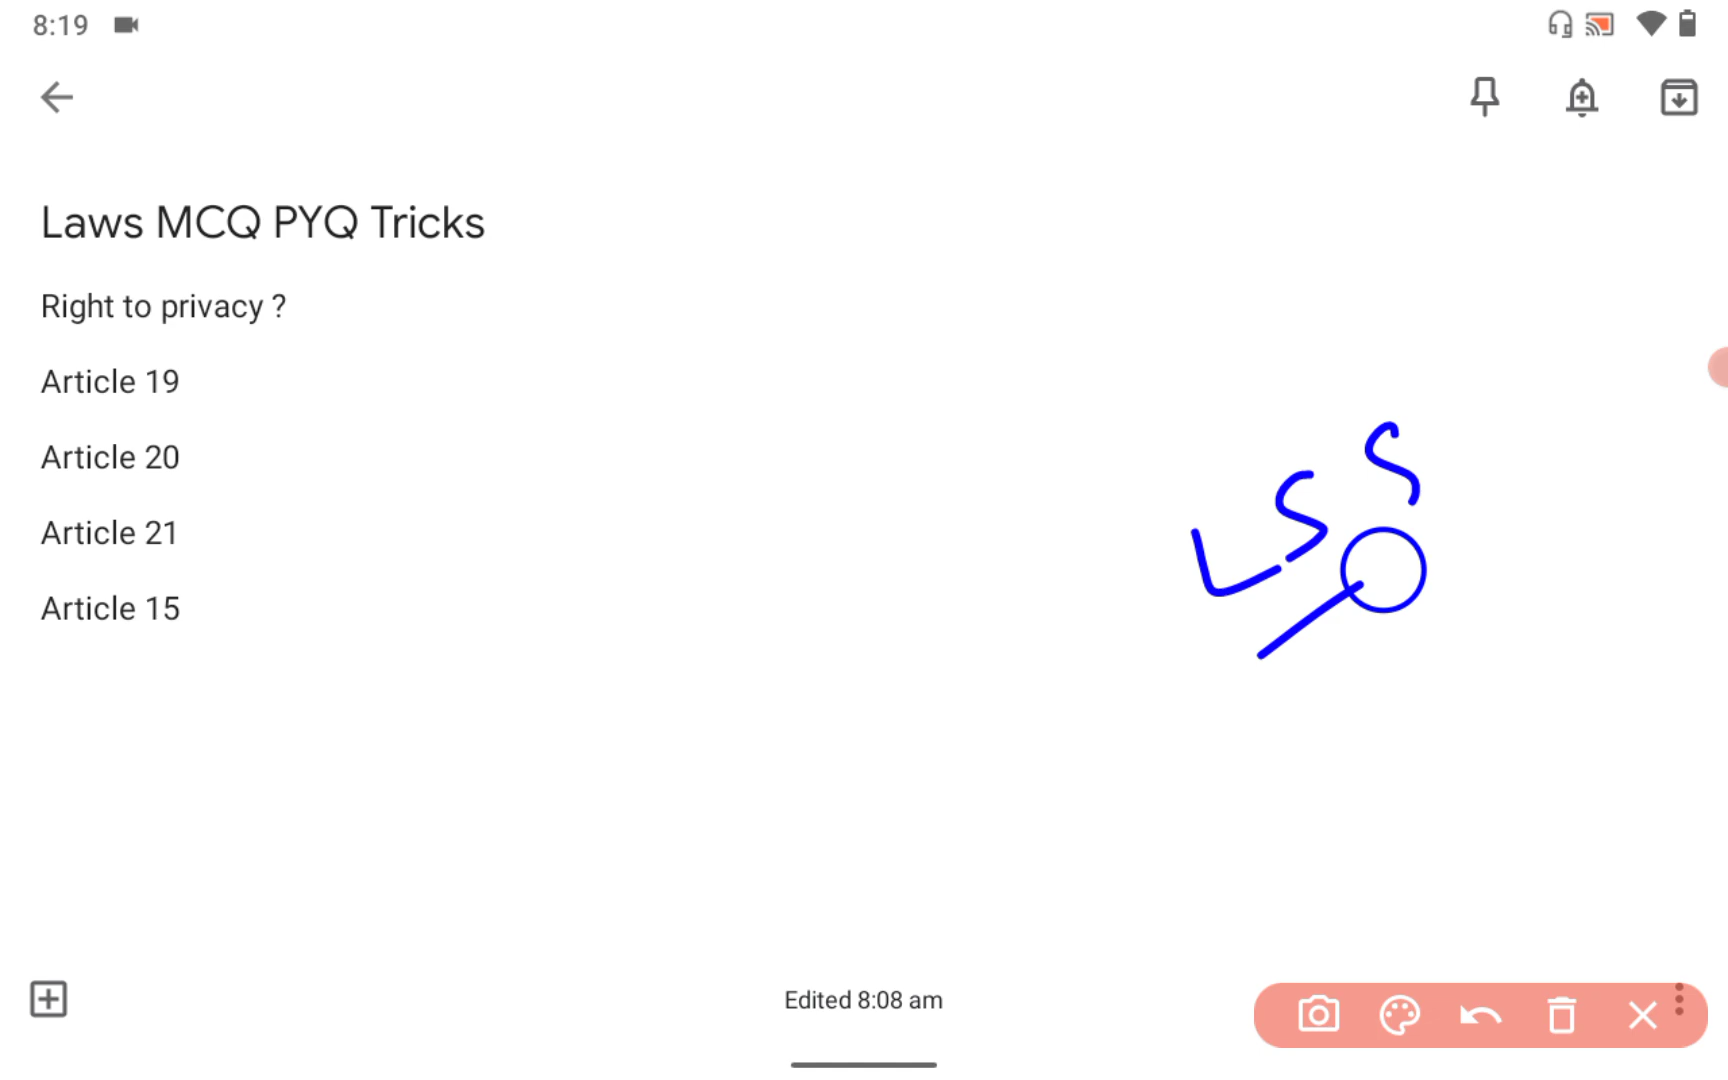 8:19
Laws MCQ PYQ Tricks
Right to privacy ?
Article 19
Article 20
Article 21
Article 15
LSS
Edited 8:08 am